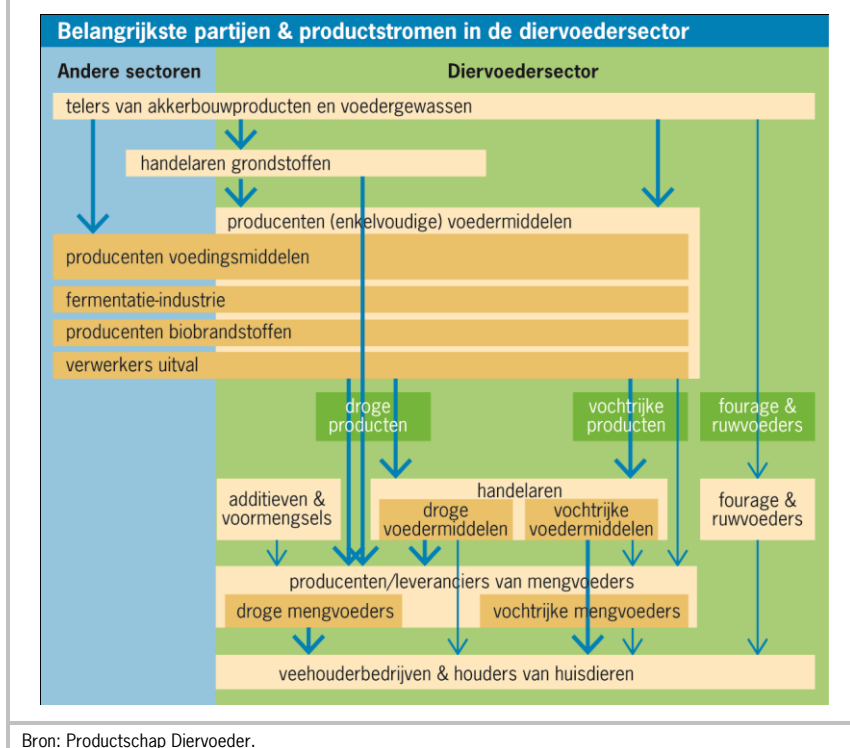 Belangrijkste partijen & productstromen in de diervoedersector
Andere sectoren
Diervoedersector
telers van akkerbouwproducten en voedergewassen
handelaren grondstoffen
producenten (enkelvoudige) voedermiddelen
producenten voedingsmiddelen
fermentatie-industrie
producenten biobrandstoffen
verwerkers uitval
droge
producten
vochtrijke
producten
fourage &
ruwvoeders
additieven &
voormengsels
handelaren
droge
voedermiddelen
vochtrijke
voedermiddelen
fourage &
ruwvoeders
producenten/leveranciers van mengvoeders
droge mengvoeders
vochtrijke mengvoeders
veehouderbedrijven & houders van huisdieren
Bron: Productschap Diervoeder.